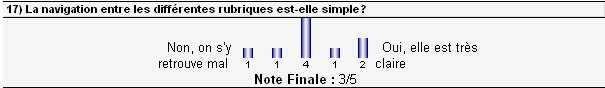 17) La navigation entre les différentes rubriques est-elle simple?
Non, on s'y retrouve mal
1 1 4 1 2
Oui, elle est très claire
Note Finale : 3/5